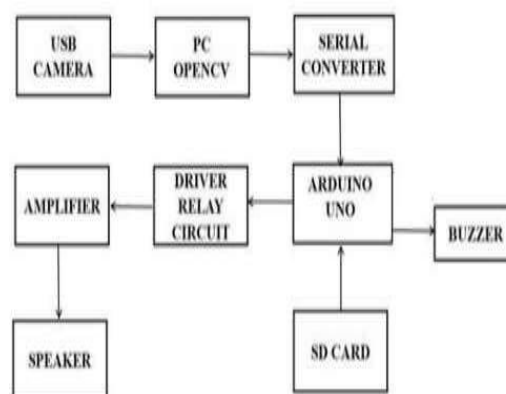 USB
CAMERA
PC
OPENCV
SERIAL
CONVERTER
AMPLIFIER
DRIVER
RELAY
CIRCUIT
ARDUINO
UNO
BUZZER
SPEAKER
SD CARD